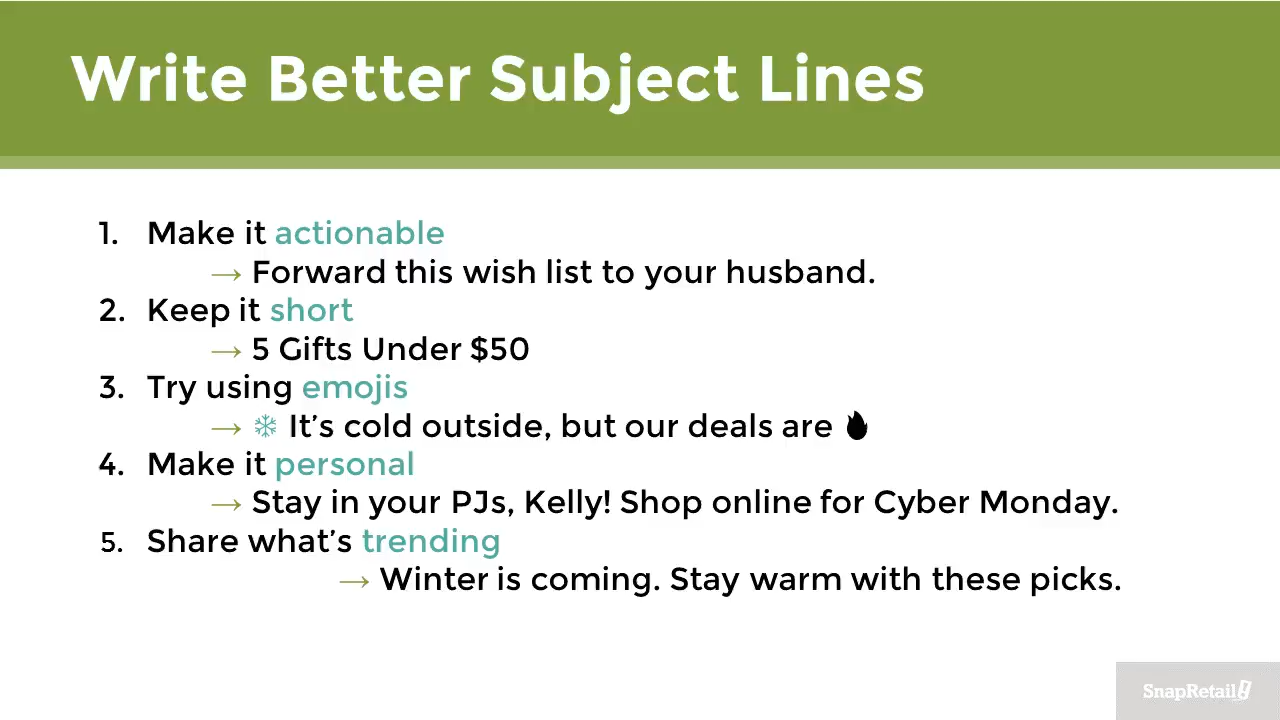 Write Better Subject Lines
1. Make it actionable
→ Forward this wish list to your husband.
2. Keep it short
→ 5 Gifts Under $50
3. Try using emojis
→ ❄ It’s cold outside, but our deals are 🔥
4. Make it personal
→ Stay in your PJs, Kelly! Shop online for Cyber Monday.
5. Share what’s trending
→ Winter is coming. Stay warm with these picks.
SnapRetail